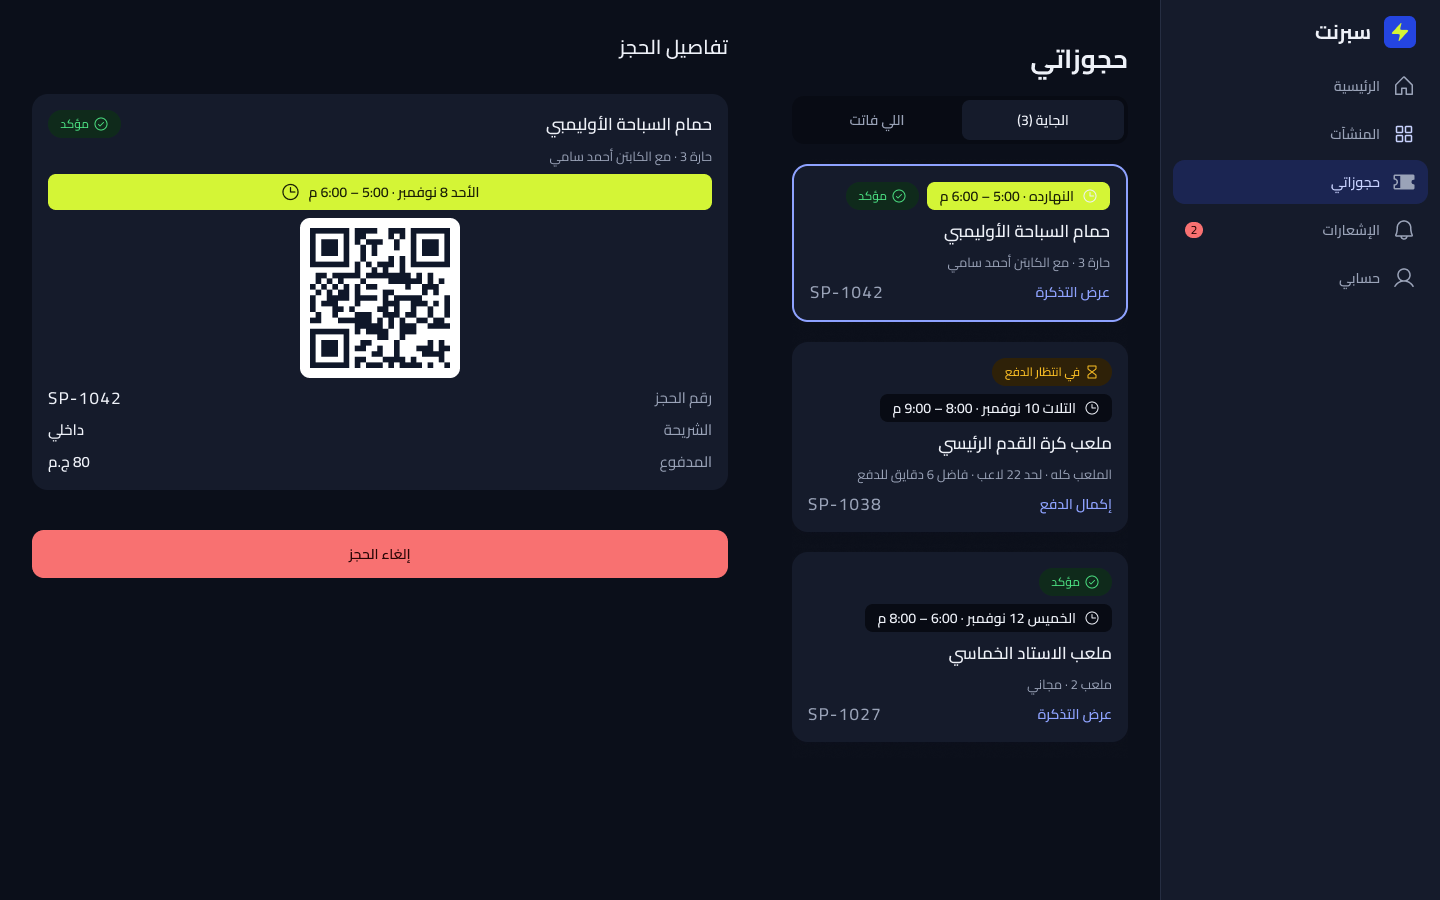 سبرنت
الرئيسية
المنشآت
حجوزاتي
الإشعارات 2
حسابي
حجوزاتي
الجاية (3)
اللي فاتت
النهارده · 5:00 – 6:00 م
مؤكد
حمام السباحة الأوليمبي
حارة 3 · مع الكابتن أحمد سامي
عرض التذكرة
SP-1042
في انتظار الدفع
التلات 10 نوفمبر · 8:00 – 9:00 م
ملعب كرة القدم الرئيسي
الملعب كله · لحد 22 لاعب · فاضل 6 دقايق للدفع
إكمال الدفع
SP-1038
مؤكد
الخميس 12 نوفمبر · 6:00 – 8:00 م
ملعب الاستاد الخماسي
ملعب 2 · مجاني
عرض التذكرة
SP-1027
تفاصيل الحجز
حمام السباحة الأوليمبي
مؤكد
حارة 3 · مع الكابتن أحمد سامي
الأحد 8 نوفمبر · 5:00 – 6:00 م
رقم الحجز
SP-1042
الشريحة
داخلي
المدفوع
80 ج.م
إلغاء الحجز